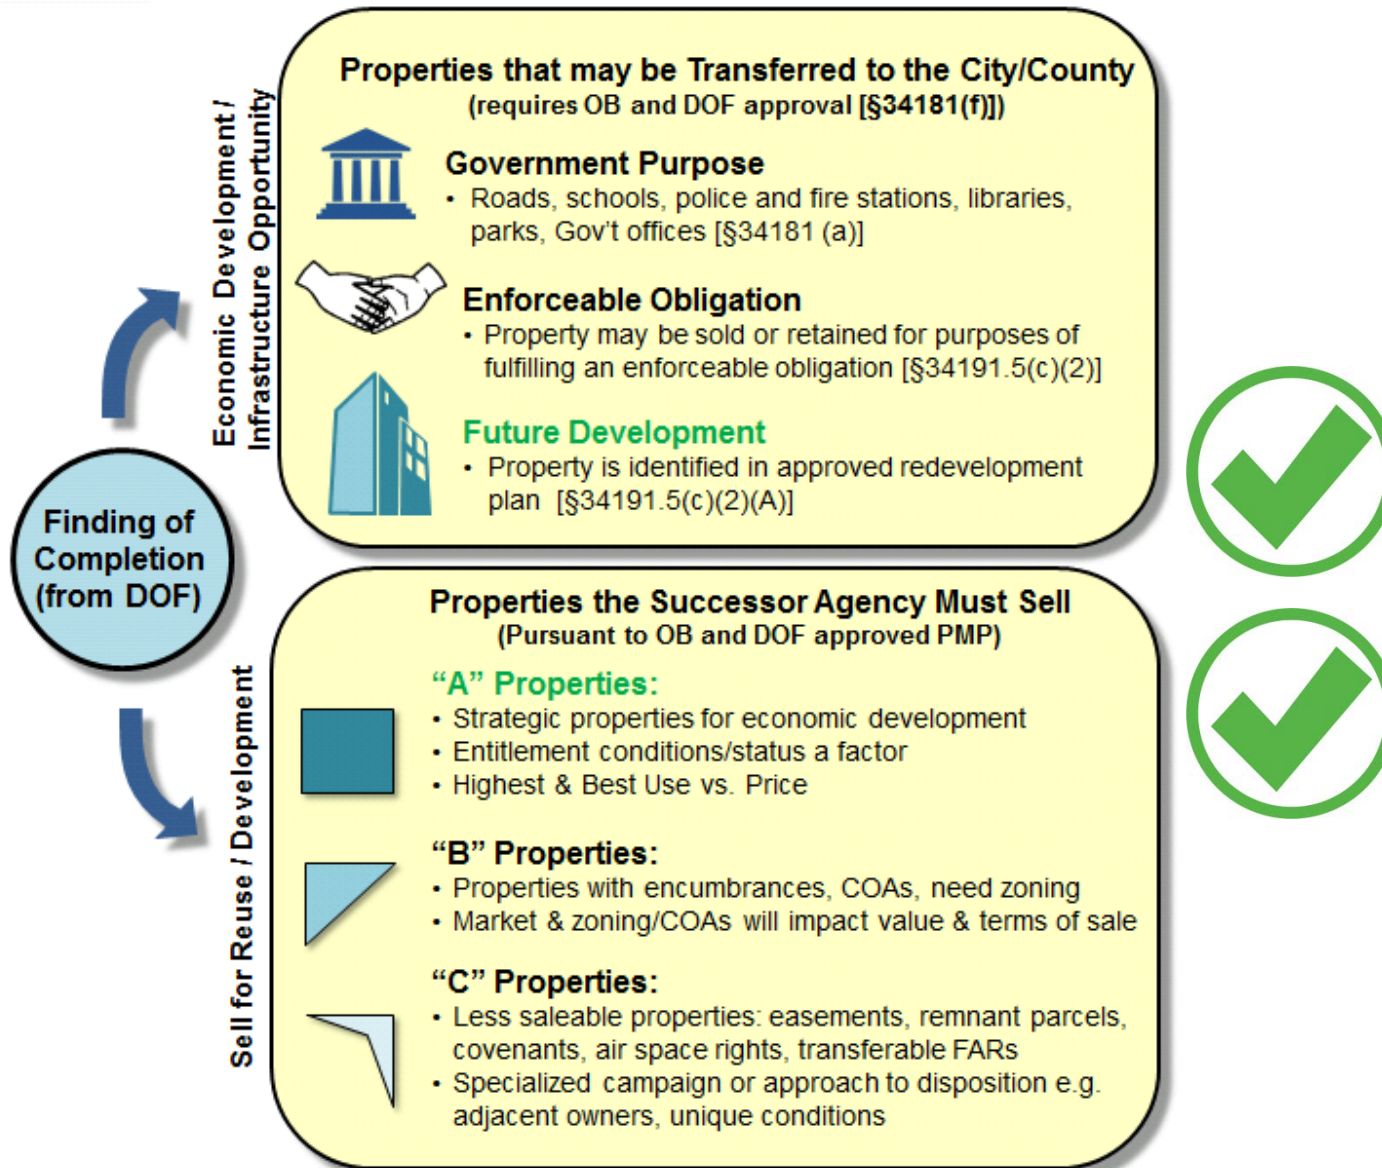 Properties that may be Transferred to the City/County
(requires OB and DOF approval [§34181(f)])
Government Purpose
• Roads, schools, police and fire stations, libraries,
parks, Gov't offices [§34181 (a)]
Enforceable Obligation
• Property may be sold or retained for purposes of
fulfilling an enforceable obligation [§34191.5(c)(2)]
Future Development
• Property is identified in approved redevelopment
plan [§34191.5(c)(2)(A)]
Economic Development /
Infrastructure Opportunity
Finding of
Completion
(from DOF)
Sell for Reuse / Development
Properties the Successor Agency Must Sell
(Pursuant to OB and DOF approved PMP)
“A” Properties:
• Strategic properties for economic development
• Entitlement conditions/status a factor
• Highest & Best Use vs. Price
“B” Properties:
• Properties with encumbrances, COAs, need zoning
• Market & zoning/COAs will impact value & terms of sale
“C” Properties:
• Less saleable properties: easements, remnant parcels,
covenants, air space rights, transferable FARs
• Specialized campaign or approach to disposition e.g.
adjacent owners, unique conditions